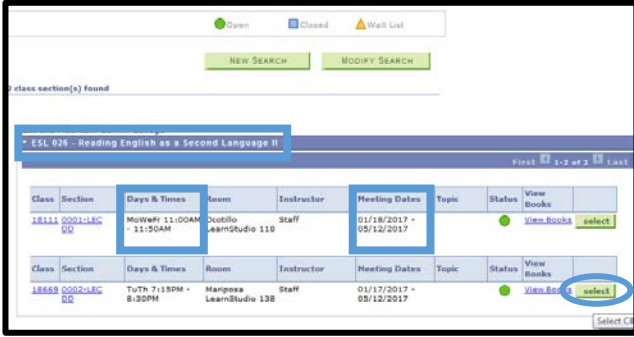 Open Closed Wait List
NEW SEARCH MODIFY SEARCH
2 class section(s) found
ESL 026 - Reading English as a Second Language II
First 1-2 of 2 Last
Class Section Days & Times Room Instructor Meeting Dates Topic Status View Books
18111 0001-LEC MoWeFr 11:00AM Ocotillo Staff 01/18/2017 - View Books select
DD - 11:50AM LearnStudio 118 05/12/2017
Class Section Days & Times Room Instructor Meeting Dates Topic Status View Books
18669 0002-LEC TuTh 7:15PM - Mariposa Staff 01/17/2017 - View Books select
DD 8:30PM LearnStudio 138 05/12/2017
Select